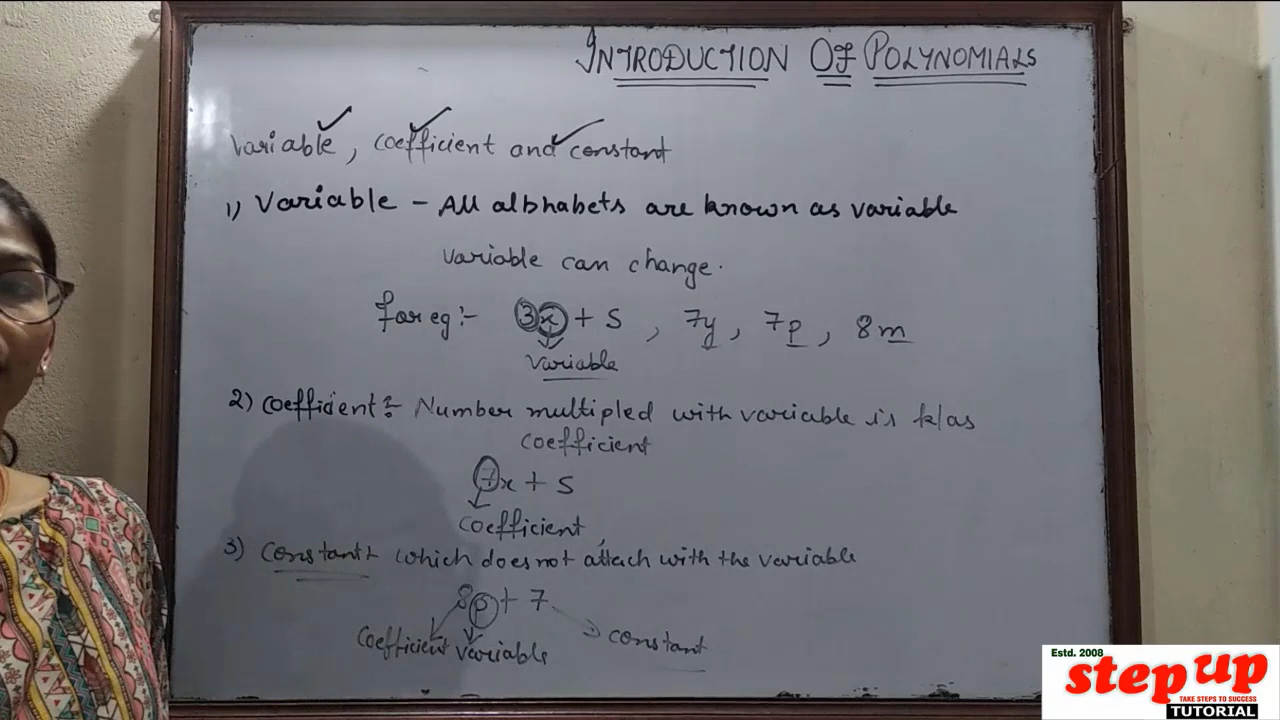 INTRODUCTION OF POLYNOMIALS
Variable, coefficient and constant
1) Variable - All alphabets are known as variable
variable can change.
For eg:- 3x + 5, 7y, 7p, 8m
variable
2) coefficient:- Number multipled with variable is k/as
coefficient
7x + 5
coefficient
3) constant- which does not attach with the variable
8p + 7
coefficient variable constant
Estd. 2008
step up
TAKE STEPS TO SUCCESS
TUTORIAL